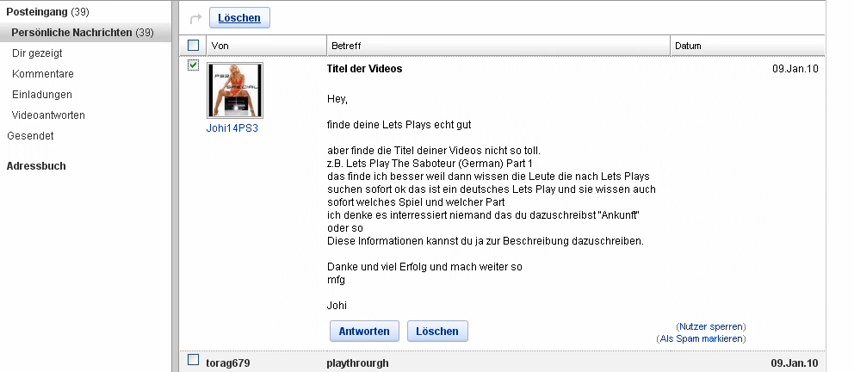 Posteingang (39)
Persönliche Nachrichten (39)
Dir gezeigt
Kommentare
Einladungen
Videoantworten
Gesendet
Adressbuch
Löschen
Von Betreff Datum
Titel der Videos 09.Jan.10
Johi14PS3
Hey,
finde deine Lets Plays echt gut
aber finde die Titel deiner Videos nicht so toll.
z.B. Lets Play The Saboteur (German) Part 1
das finde ich besser weil dann wissen die Leute die nach Lets Plays
suchen sofort ok das ist ein deutsches Lets Play und sie wissen auch
sofort welches Spiel und welcher Part
ich denke es interressiert niemand das du dazuschreibst "Ankunft"
oder so
Diese Informationen kannst du ja zur Beschreibung dazuschreiben.
Danke und viel Erfolg und mach weiter so
mfg
Johi
Antworten Löschen
(Nutzer sperren)
(Als Spam markieren)
torag679 playthrourgh 09.Jan.10